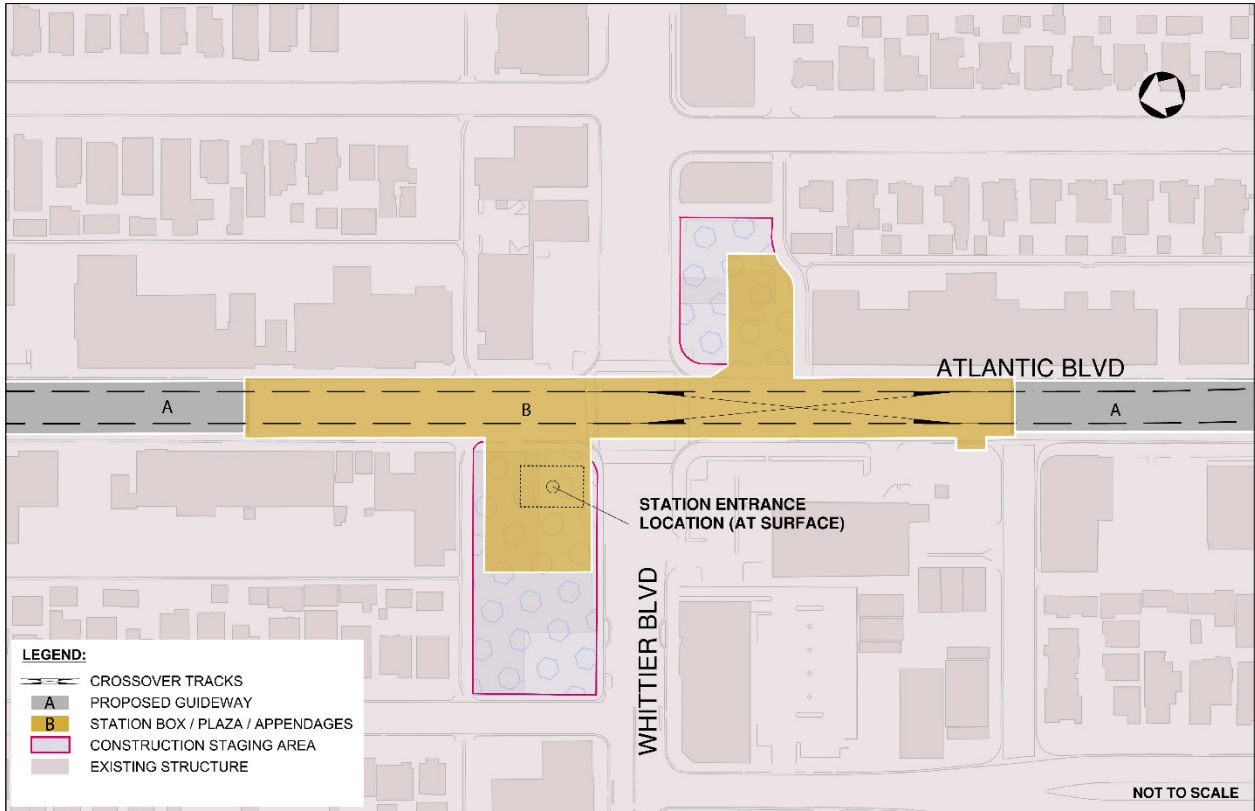 ATLANTIC BLVD
A
B
A
STATION ENTRANCE
LOCATION (AT SURFACE)
WHITTIER BLVD
LEGEND:
CROSSOVER TRACKS
A PROPOSED GUIDEWAY
B STATION BOX / PLAZA / APPENDAGES
CONSTRUCTION STAGING AREA
EXISTING STRUCTURE
NOT TO SCALE